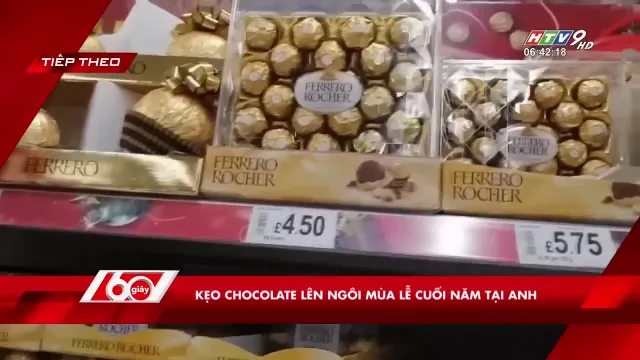 TIẾP THEO
HTV9 HD
06:42:18
FERRERO
ROCHER
FERRERO
ROCHER
FERRERO
FERRERO
ROCHER
FERRERO
ROCHER
£4.50
£5.75
60 giây
KẸO CHOCOLATE LÊN NGÔI MÙA LỄ CUỐI NĂM TẠI ANH
ROCHER